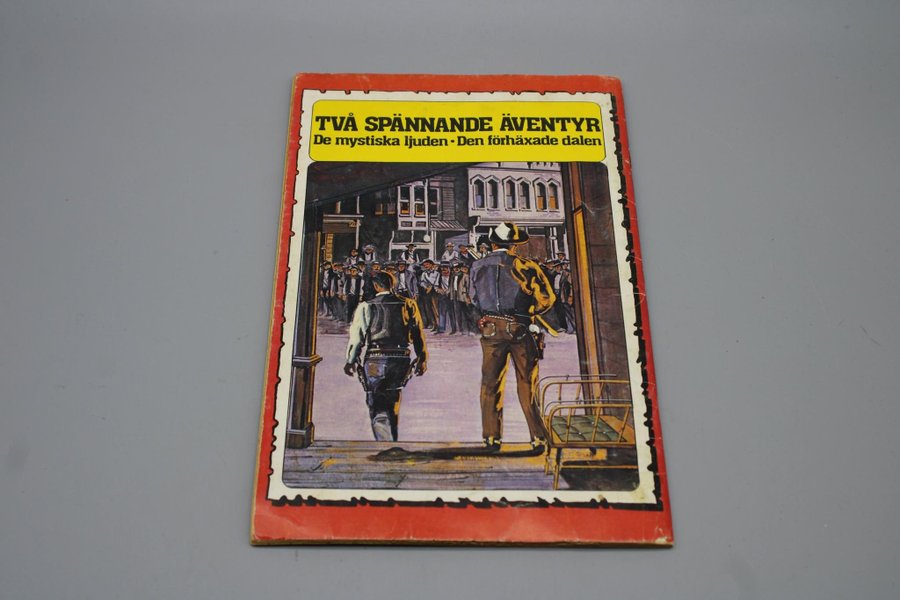 TVÅ SPÄNNANDE ÄVENTYR
De mystiska ljuden · Den förhäxade dalen